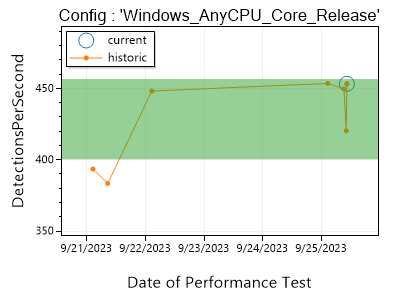 Config : 'Windows_AnyCPU_Core_Release'
current
historic
DetectionsPerSecond
450
400
350
9/21/2023
9/22/2023
9/23/2023
9/24/2023
9/25/2023
Date of Performance Test